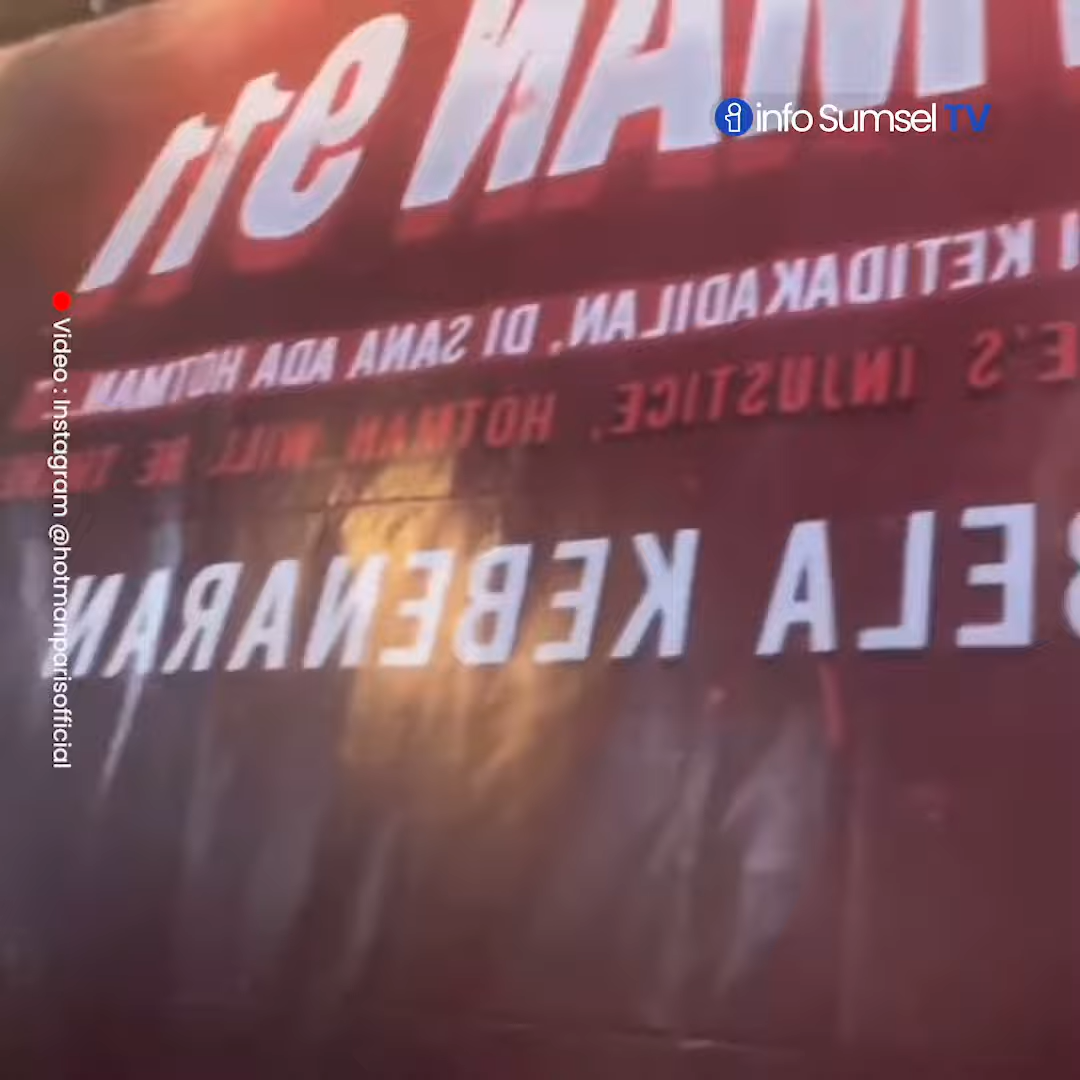 info Sumsel TV
I KETIDAKADILAN, DI SANA ADA HOTMAN
E'S INJUSTICE, HOTMAN WILL BE
ELA KEBENARAN
Video : Instagram @hotmanparisofficial